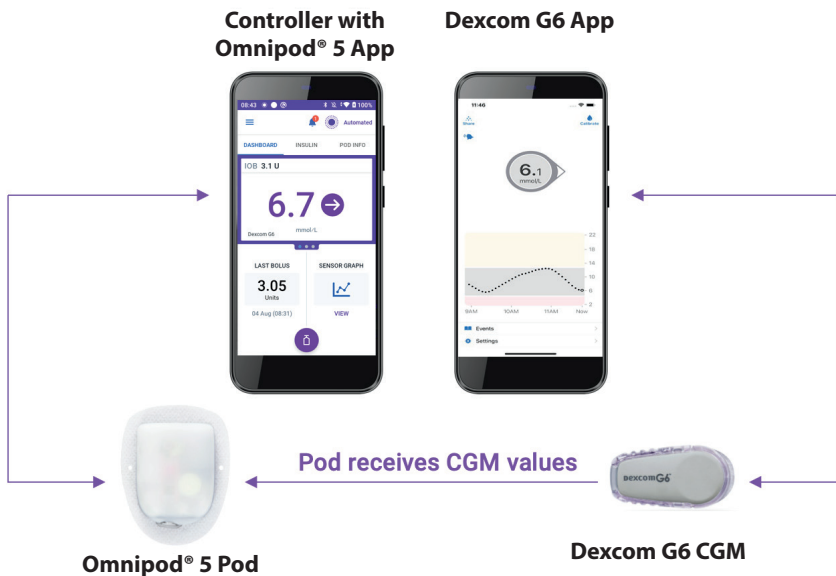 Controller with
Omnipod® 5 App
Dexcom G6 App
08:43
100%
Automated
DASHBOARD INSULIN POD INFO
IOB 3.1 U
6.7
mmol/L
Dexcom G6
LAST BOLUS
3.05
Units
04 Aug (08:31)
SENSOR GRAPH
VIEW
11:46
Share
Calibrate
6.1
mmol/L
22
18
14
10
6
2
9AM 10AM 11AM Now
Events
Settings
Pod receives CGM values
DexcomG6
Omnipod® 5 Pod
Dexcom G6 CGM